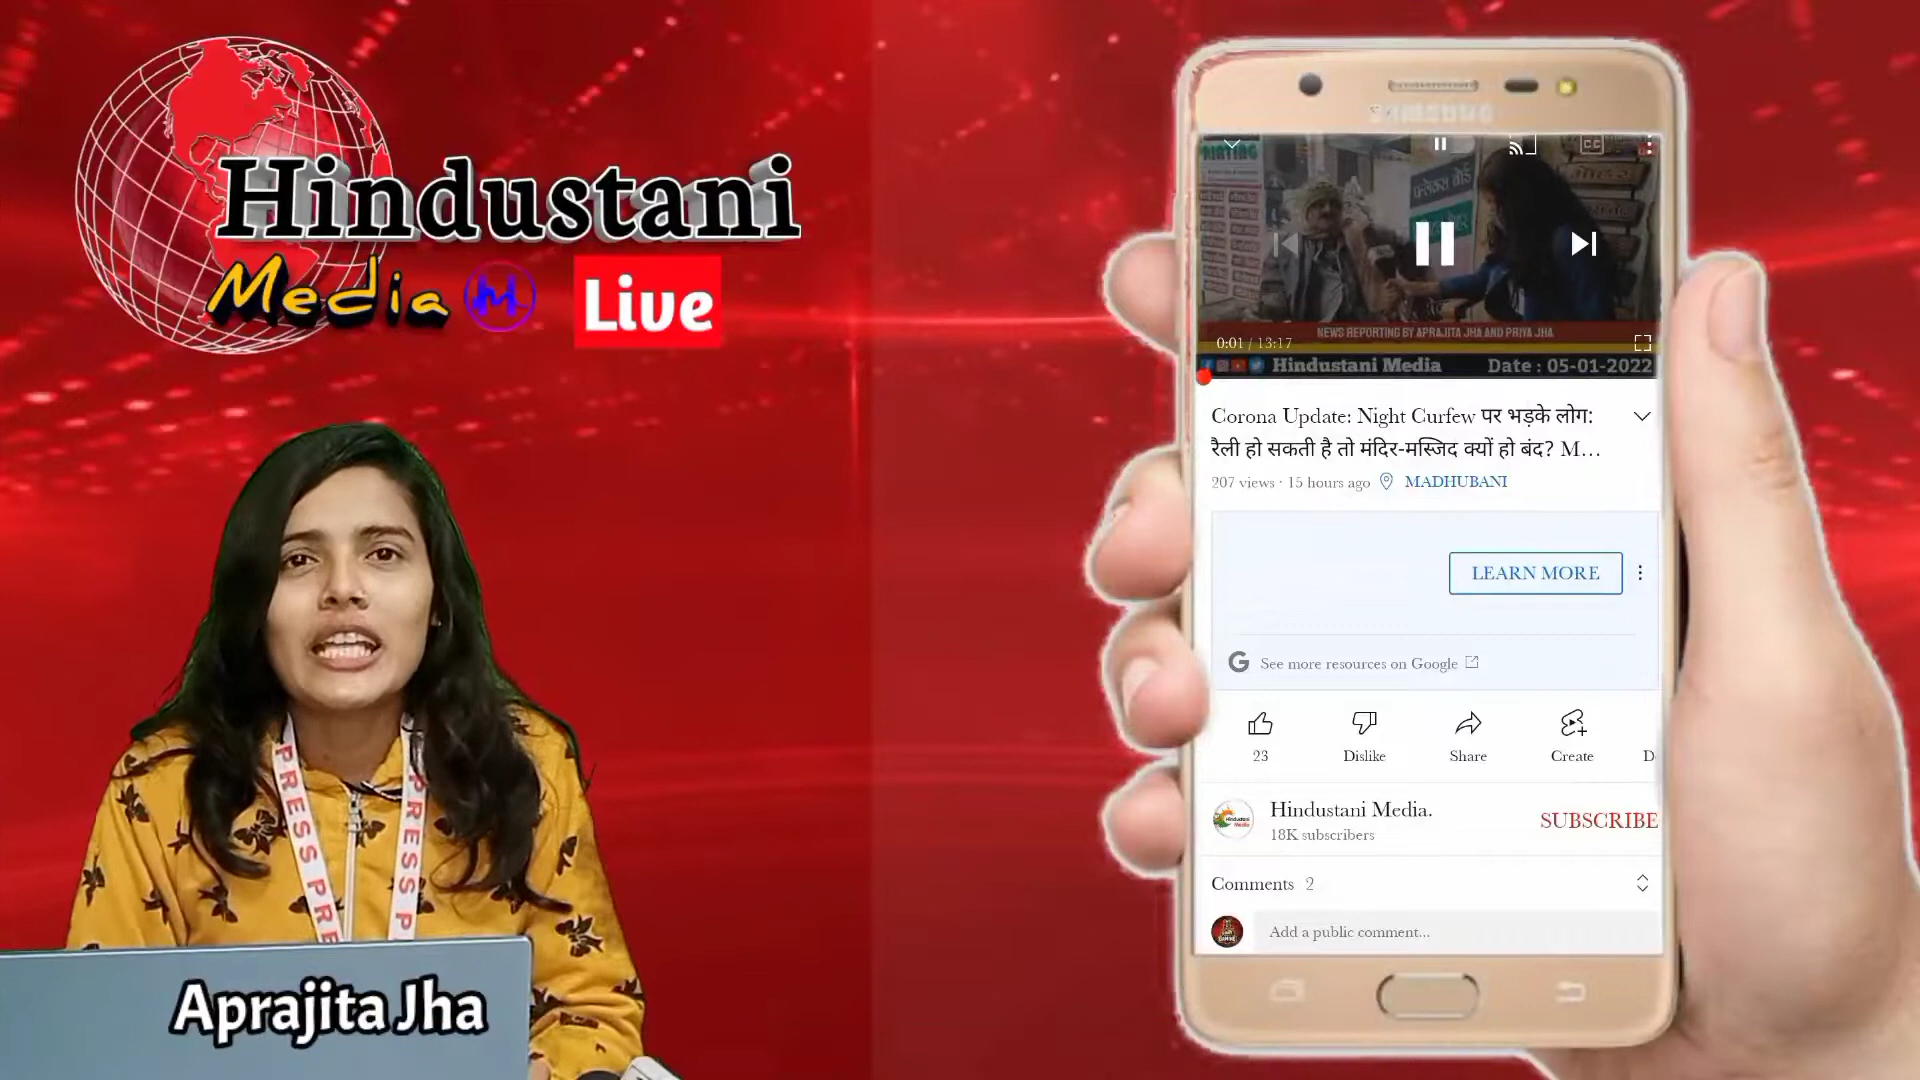 Hindustani
Media M Live
PRESS PRE
PRESS P
Aprajita Jha
SAMSUNG
CC
फ्लेक्स बोर्ड
NEWS REPORTING BY APRAJITA JHA AND PRIYA JHA
0:01 / 13:17
Hindustani Media Date : 05-01-2022
Corona Update: Night Curfew पर भड़के लोग:
रैली हो सकती है तो मंदिर-मस्जिद क्यों हो बंद? M...
207 views · 15 hours ago MADHUBANI
LEARN MORE
G See more resources on Google
23 Dislike Share Create D
Hindustani Media.
18K subscribers
SUBSCRIBE
Comments 2
Add a public comment...